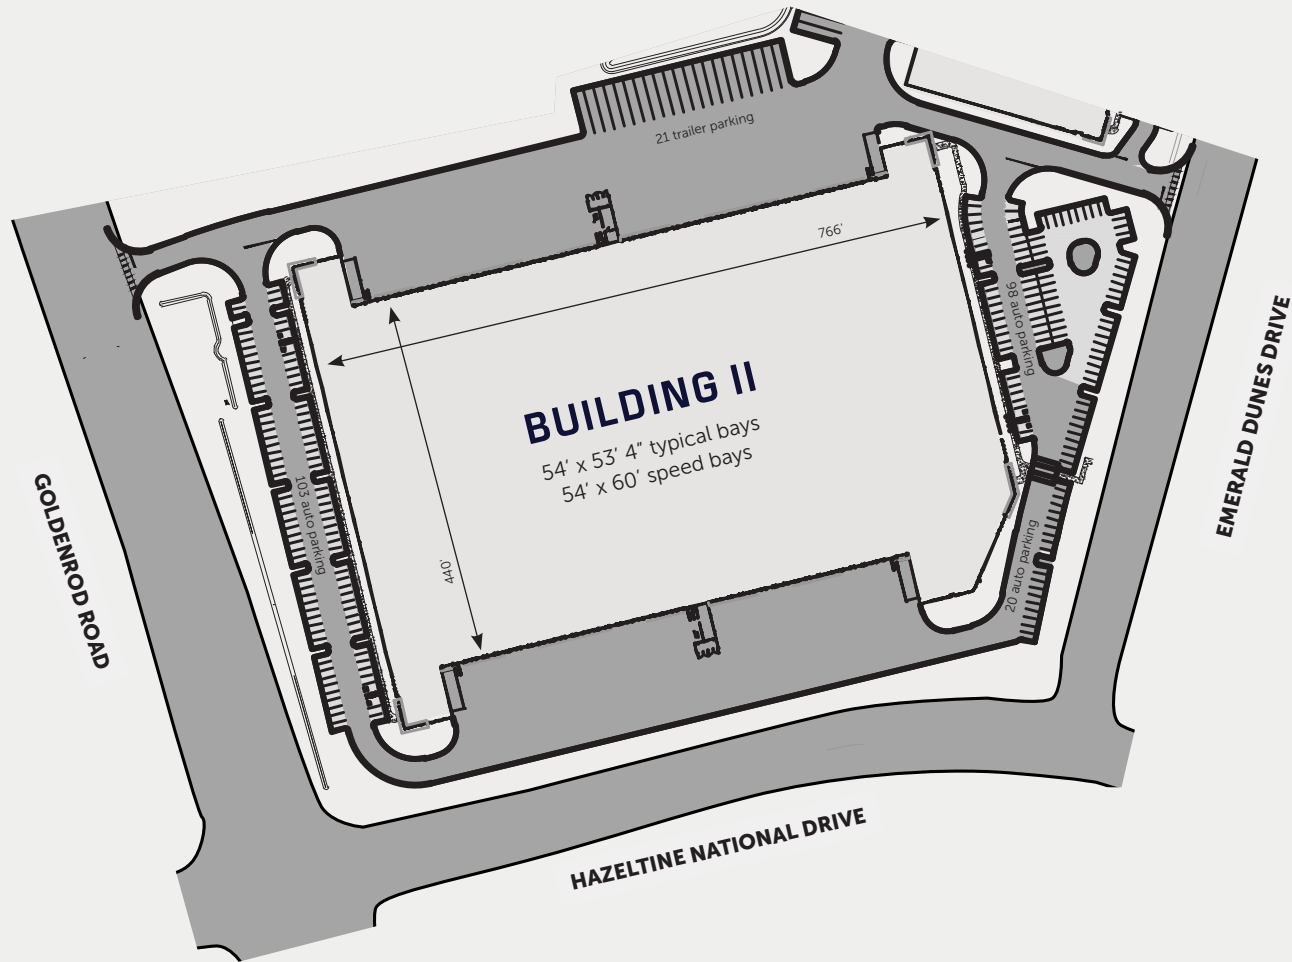 21 trailer parking
766'
98 auto parking
EMERALD DUNES DRIVE
BUILDING II
54' x 53' 4" typical bays
54' x 60' speed bays
GOLDENROD ROAD
103 auto parking
440'
20 auto parking
HAZELTINE NATIONAL DRIVE